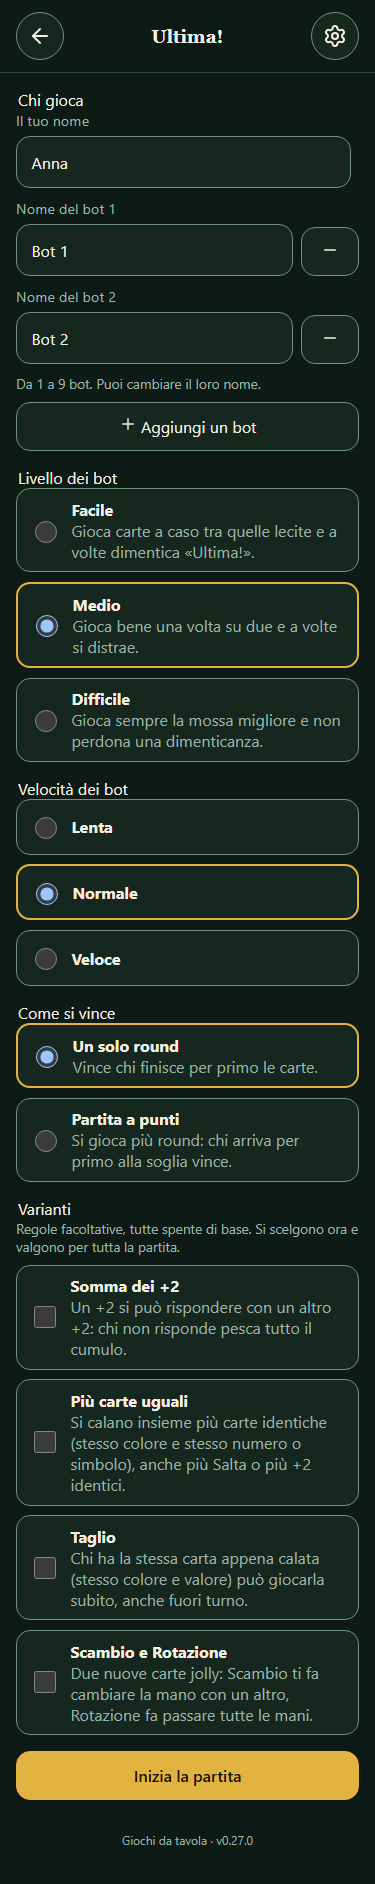 Ultima!
Chi gioca
Il tuo nome
Anna
Nome del bot 1
Bot 1
Nome del bot 2
Bot 2
Da 1 a 9 bot. Puoi cambiare il loro nome.
+ Aggiungi un bot
Livello dei bot
Facile
Gioca carte a caso tra quelle lecite e a
volte dimentica «Ultima!».
Medio
Gioca bene una volta su due e a volte
si distrae.
Difficile
Gioca sempre la mossa migliore e non
perdona una dimenticanza.
Velocità dei bot
Lenta
Normale
Veloce
Come si vince
Un solo round
Vince chi finisce per primo le carte.
Partita a punti
Si gioca più round: chi arriva per
primo alla soglia vince.
Varianti
Regole facoltative, tutte spente di base. Si scelgono ora e
valgono per tutta la partita.
Somma dei +2
Un +2 si può rispondere con un altro
+2: chi non risponde pesca tutto il
cumulo.
Più carte uguali
Si calano insieme più carte identiche
(stesso colore e stesso numero o
simbolo), anche più Salta o più +2
identici.
Taglio
Chi ha la stessa carta appena calata
(stesso colore e valore) può giocarla
subito, anche fuori turno.
Scambio e Rotazione
Due nuove carte jolly: Scambio ti fa
cambiare la mano con un altro,
Rotazione fa passare tutte le mani.
Inizia la partita
Giochi da tavola · v0.27.0